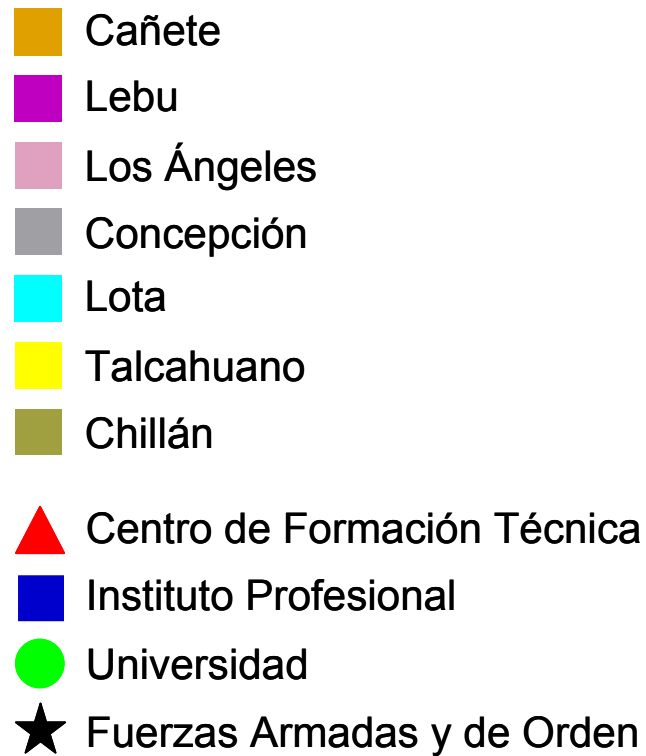 Cañete
Lebu
Los Ángeles
Concepción
Lota
Talcahuano
Chillán
Centro de Formación Técnica
Instituto Profesional
Universidad
Fuerzas Armadas y de Orden